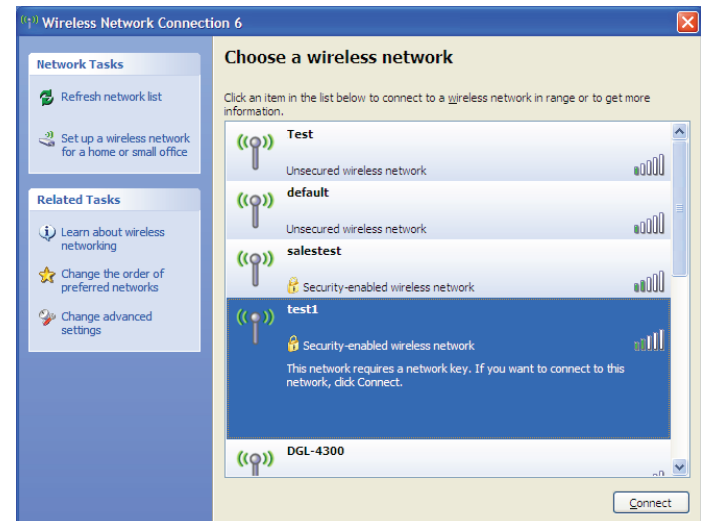 Wireless Network Connection 6
Network Tasks
Refresh network list
Set up a wireless network
for a home or small office
Related Tasks
Learn about wireless
networking
Change the order of
preferred networks
Change advanced
settings
Choose a wireless network
Click an item in the list below to connect to a wireless network in range or to get more
information.
Test
Unsecured wireless network
default
Unsecured wireless network
salestest
Security-enabled wireless network
test1
Security-enabled wireless network
This network requires a network key. If you want to connect to this
network, click Connect.
DGL-4300
Connect